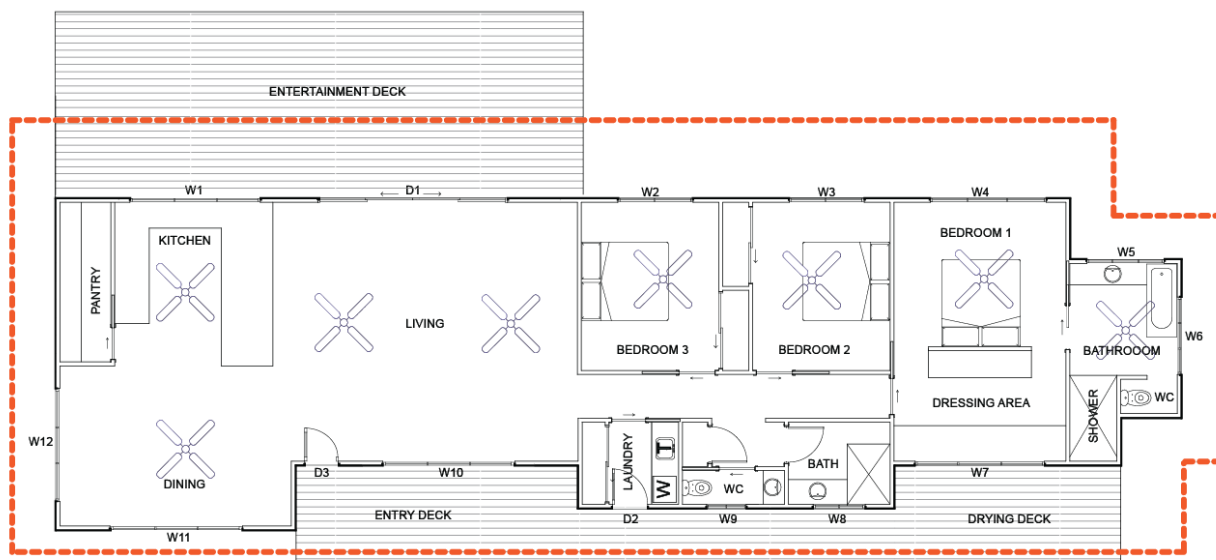 ENTERTAINMENT DECK
W1
D1
W2
W3
W4
KITCHEN
BEDROOM 1
W5
PANTRY
LIVING
BEDROOM 3
BEDROOM 2
BATHROOOM
W6
DRESSING AREA
WC
SHOWER
W12
LAUNDRY
T
BATH
D3
W10
W7
DINING
W
WC
ENTRY DECK
D2
W9
W8
DRYING DECK
W11